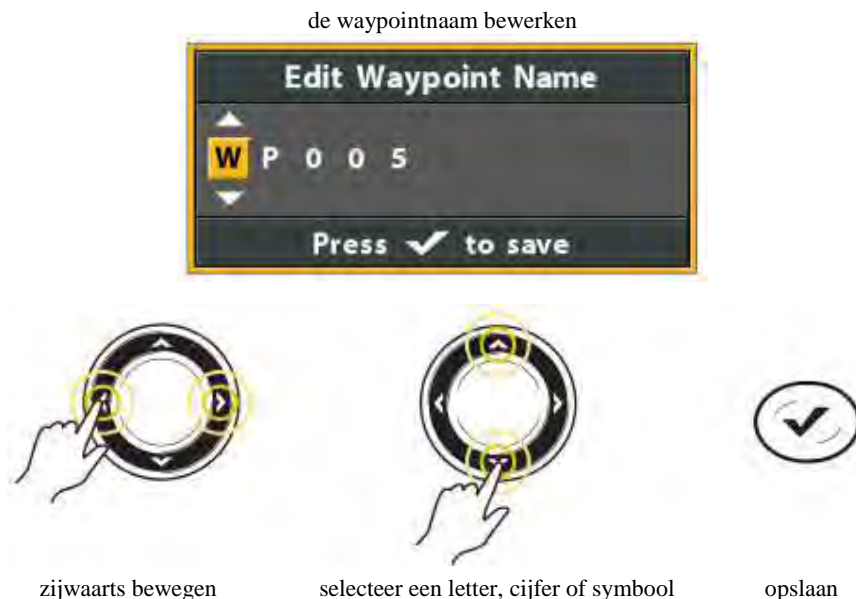 de waypointnaam bewerken
Edit Waypoint Name
W P 0 0 5
Press ✓ to save
zijwaarts bewegen selecteer een letter, cijfer of symbool opslaan